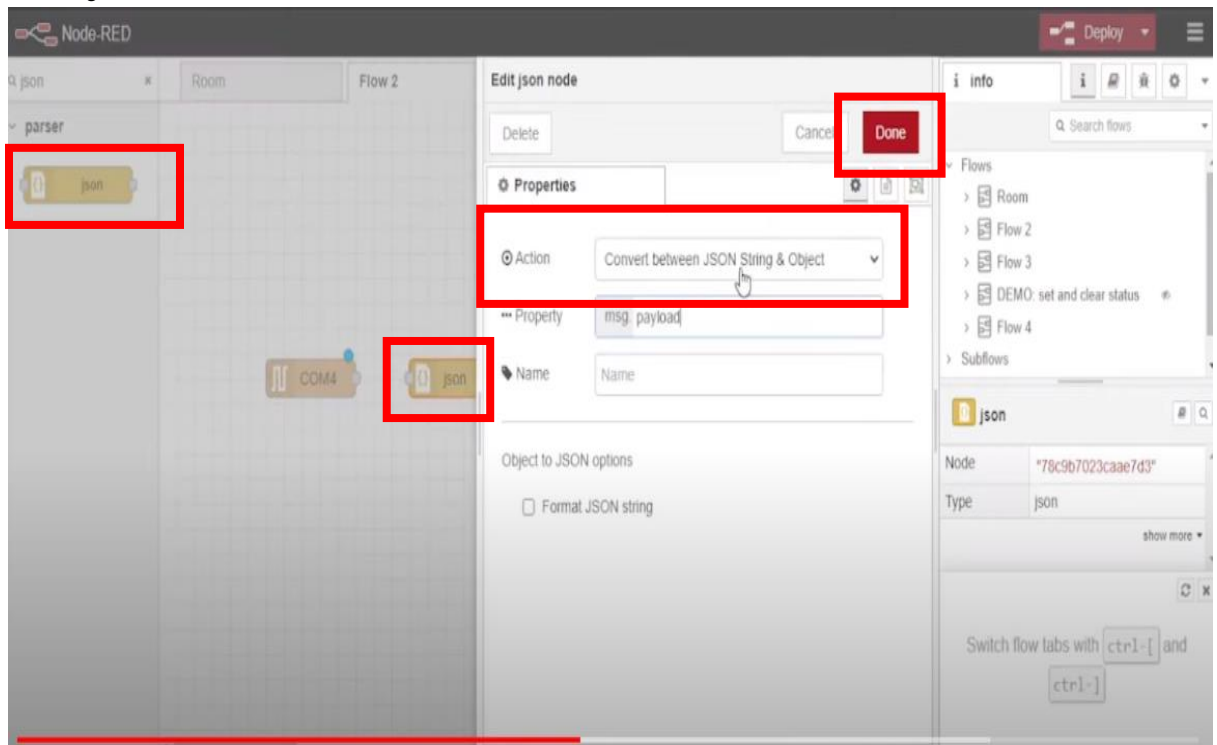 Node-RED
Deploy
json
Room
Flow 2
Edit json node
i info
parser
Delete
Cancel
Done
Search flows
json
Properties
Flows
Room
Flow 2
Flow 3
DEMO: set and clear status
Flow 4
Subflows
Action
Convert between JSON String & Object
Property
msg. payload
Name
Name
COM4
json
json
Object to JSON options
Format JSON string
Node
"78c9b7023caae7d3"
Type
json
show more
Switch flow tabs with ctrl-[ and
ctrl-]